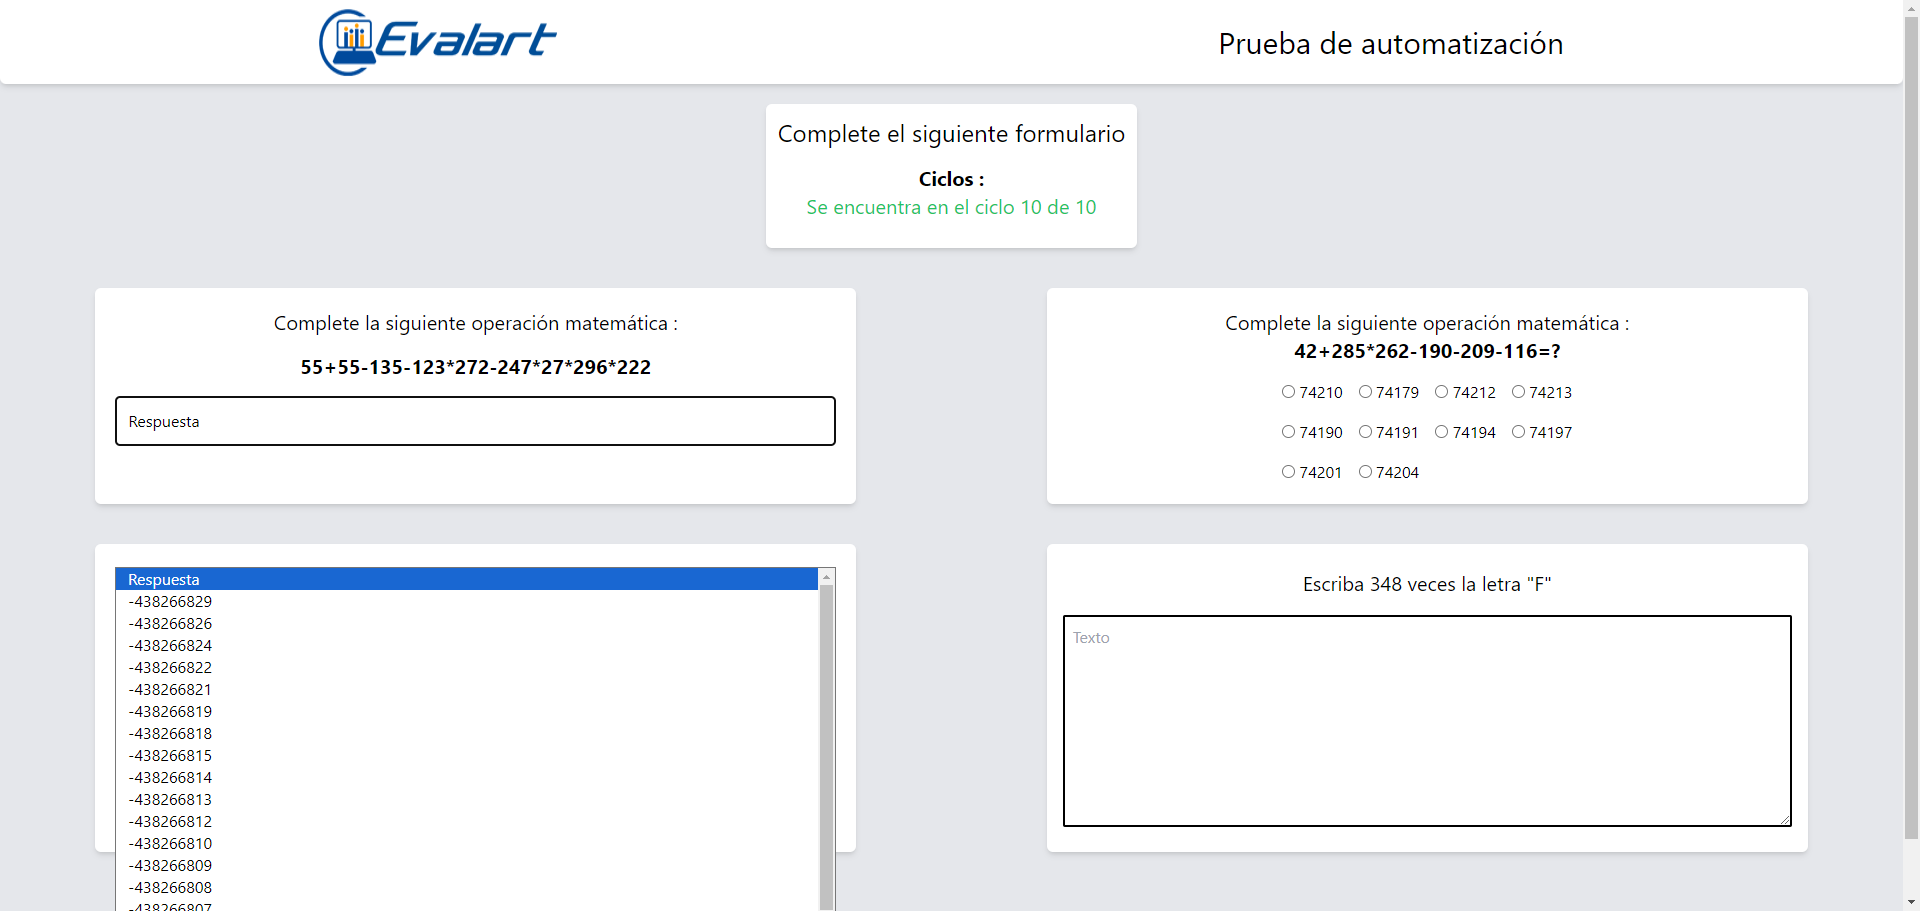 Evalart
Prueba de automatización
Complete el siguiente formulario
Ciclos :
Se encuentra en el ciclo 10 de 10
Complete la siguiente operación matemática :
55+55-135-123*272-247*27*296*222
Respuesta
Complete la siguiente operación matemática :
42+285*262-190-209-116=?
74210 74179 74212 74213
74190 74191 74194 74197
74201 74204
Respuesta
-438266829
-438266826
-438266824
-438266822
-438266821
-438266819
-438266818
-438266815
-438266814
-438266813
-438266812
-438266810
-438266809
-438266808
-438266807
Escriba 348 veces la letra "F"
Texto